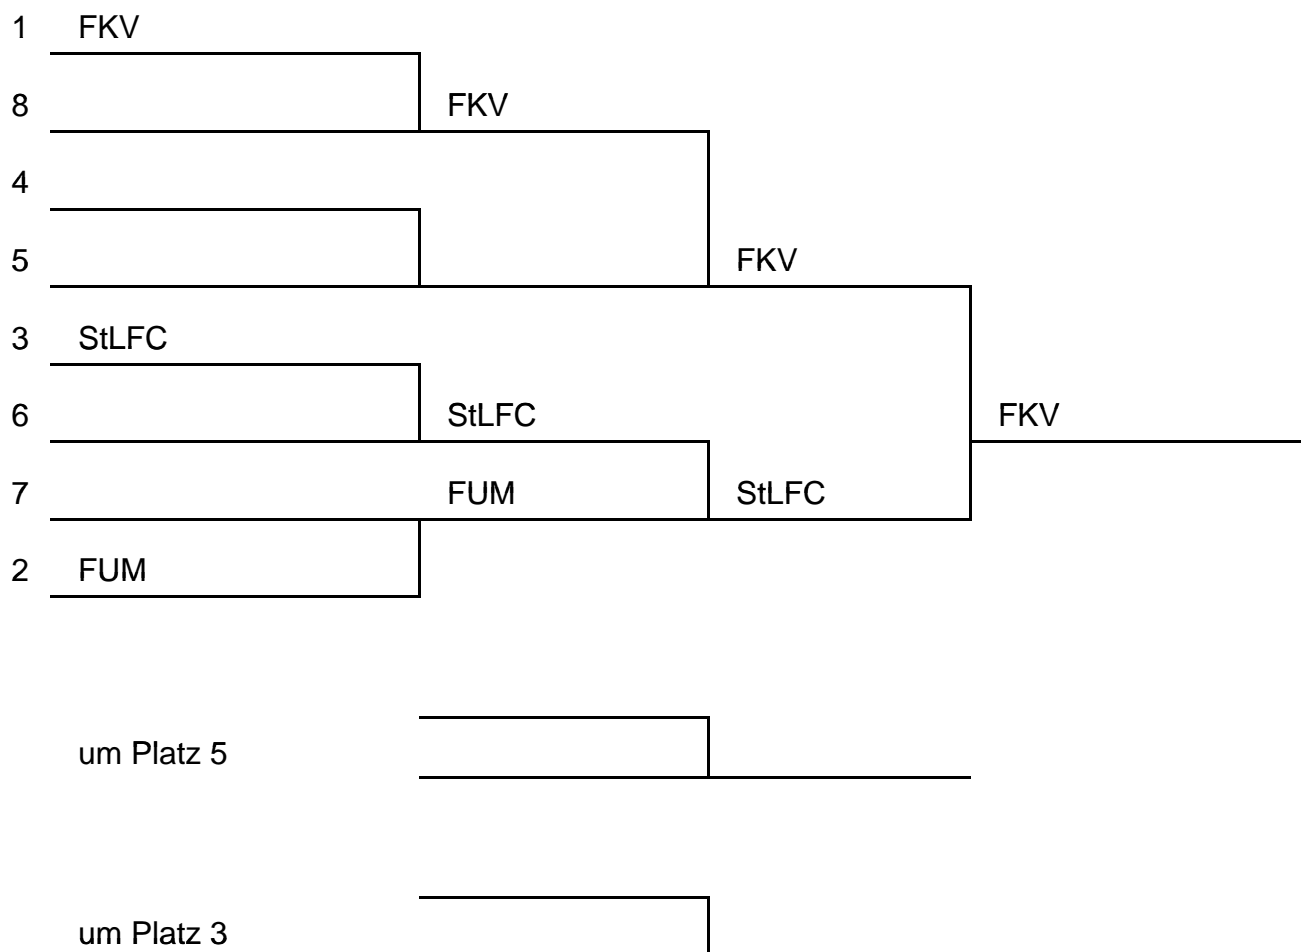 1 FKV
8 FKV
4
5 FKV
3 StLFC
6 StLFC FKV
7 FUM StLFC
2 FUM
um Platz 5
um Platz 3